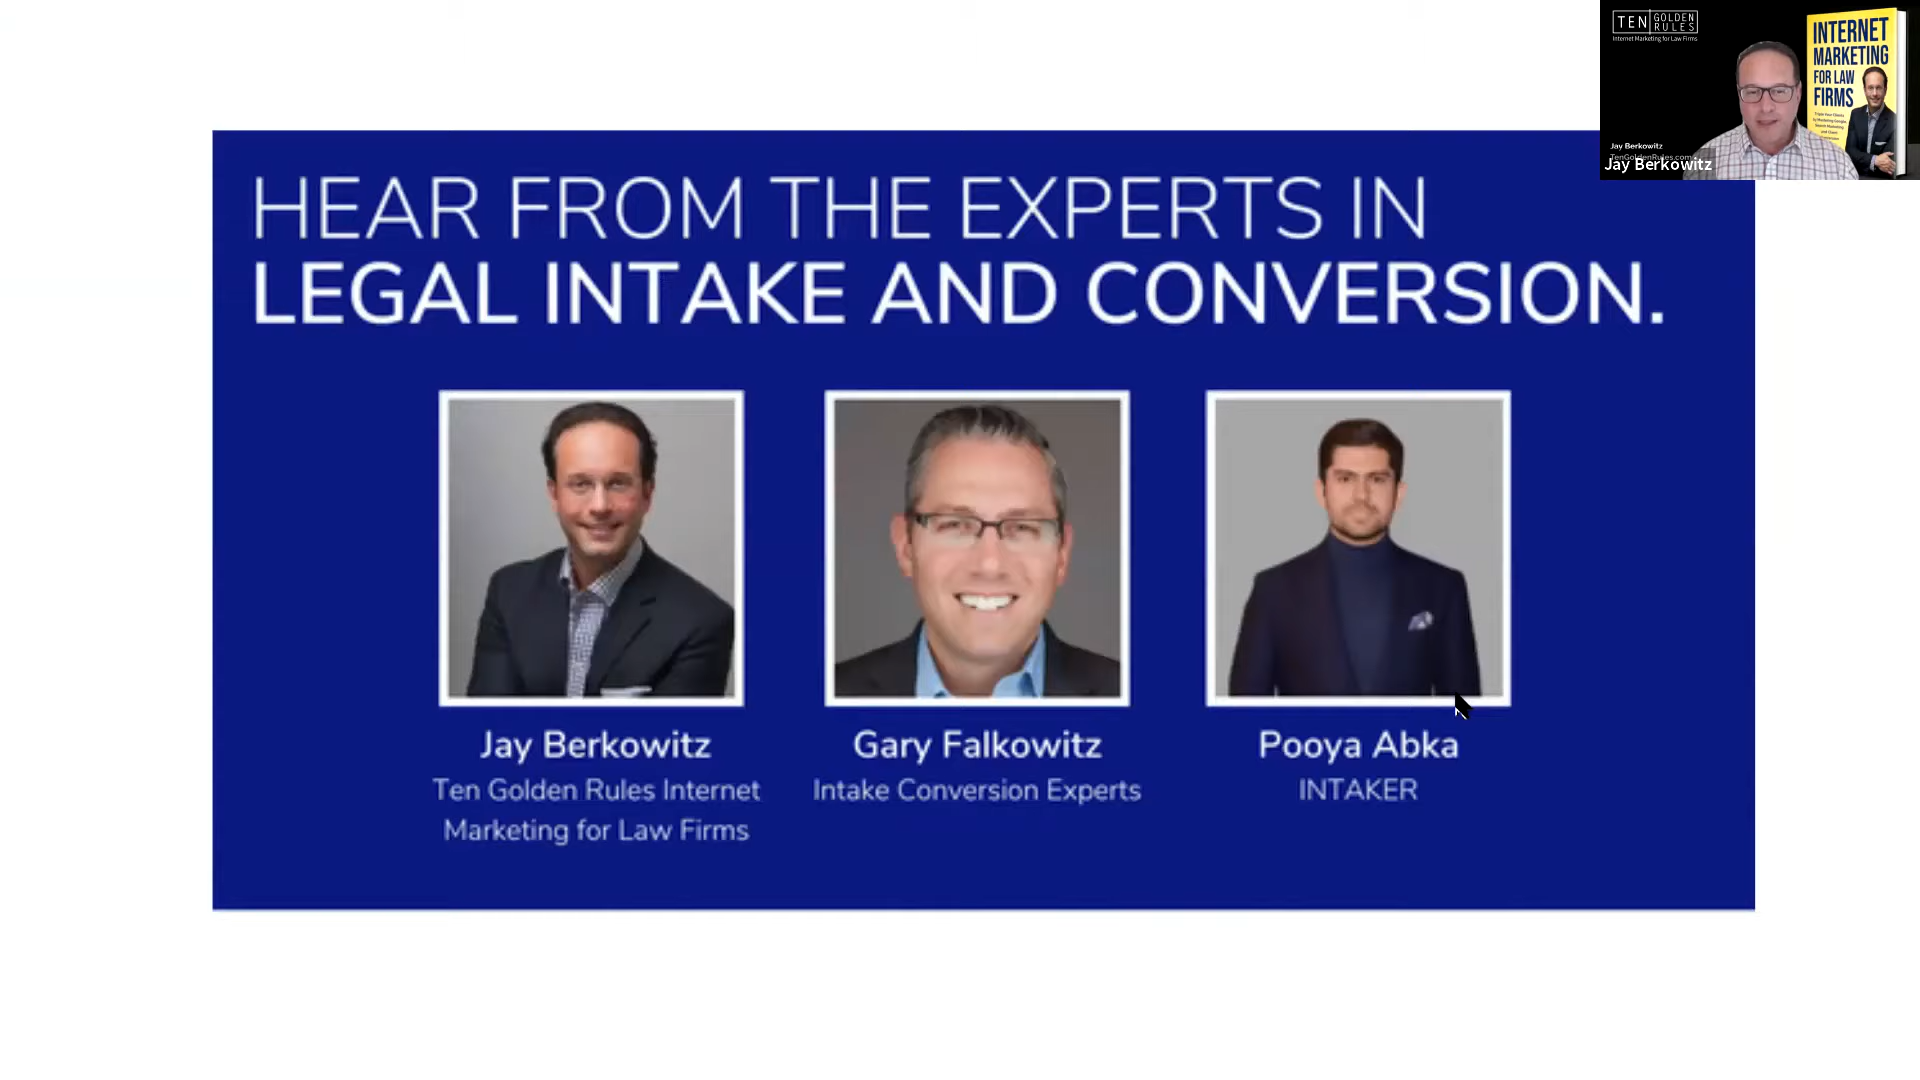 HEAR FROM THE EXPERTS IN
LEGAL INTAKE AND CONVERSION.
Jay Berkowitz
Ten Golden Rules Internet
Marketing for Law Firms
Gary Falkowitz
Intake Conversion Experts
Pooya Abka
INTAKER
TEN GOLDEN
RULES
Internet Marketing for Law Firms
INTERNET
MARKETING
FOR LAW
FIRMS
Jay Berkowitz
TenGoldenRules.com
Jay Berkowitz